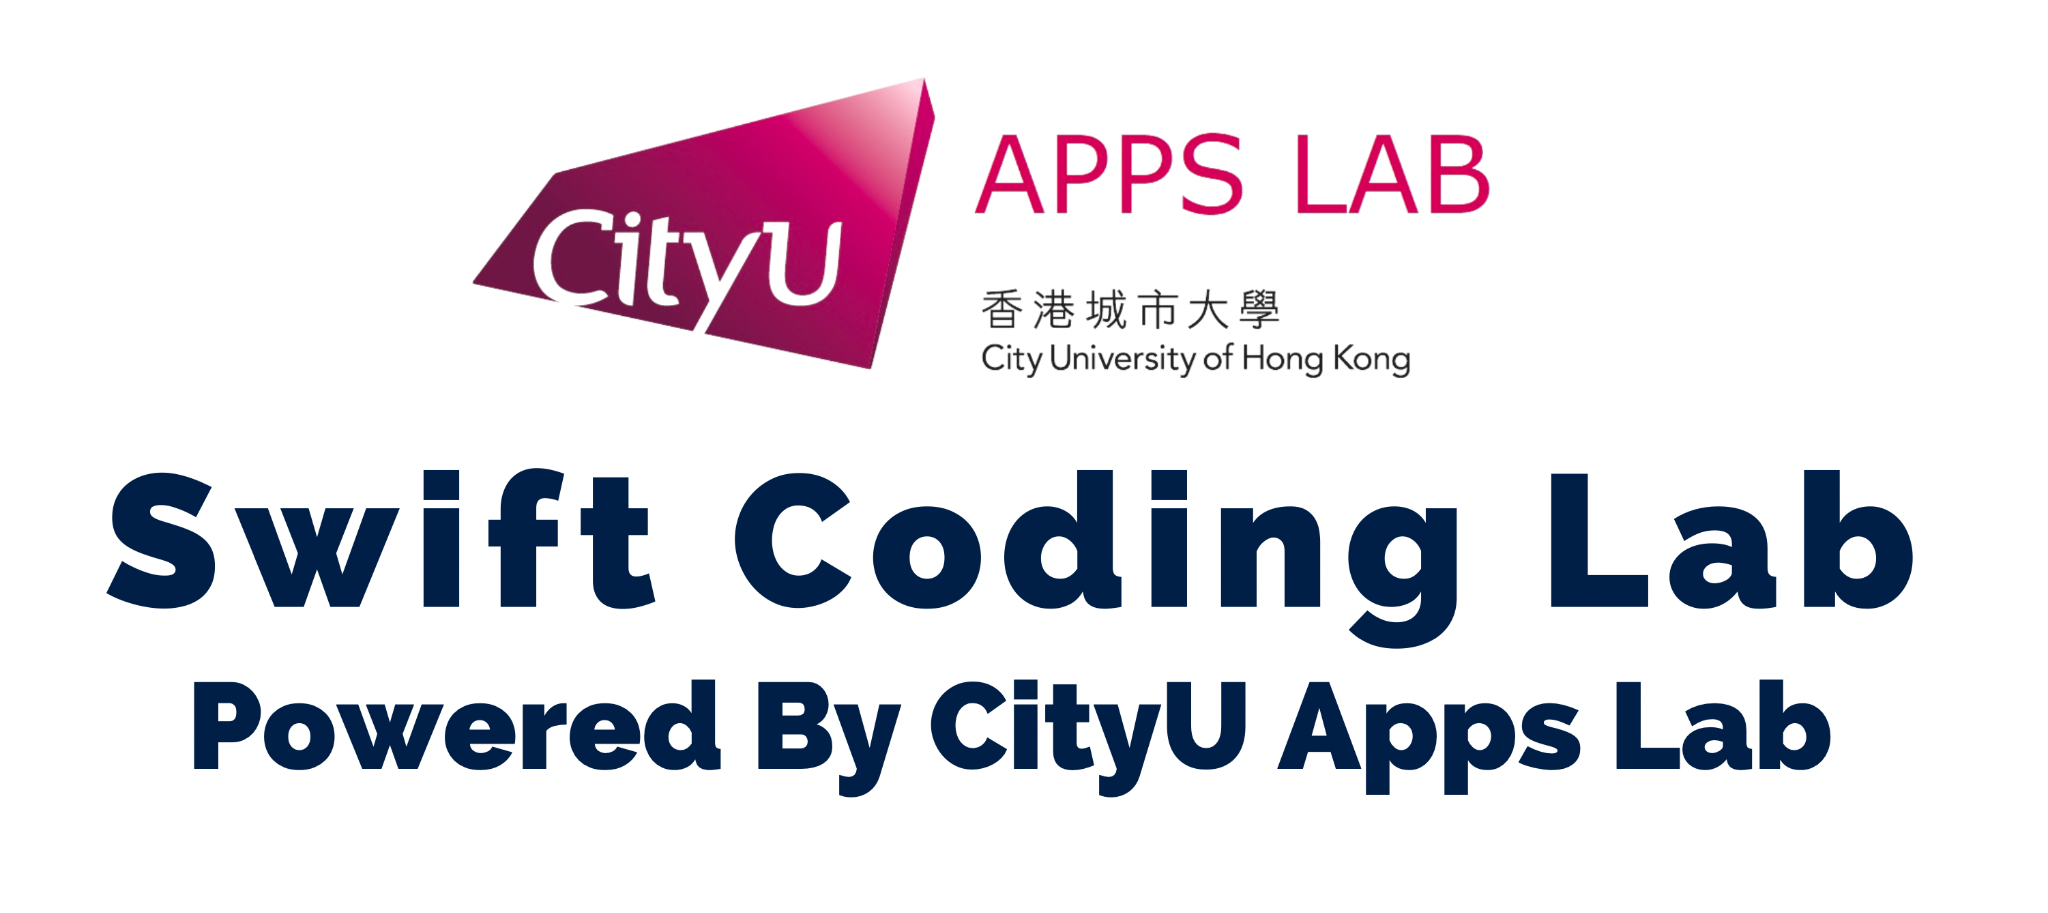 CityU
APPS LAB
香港城市大學
City University of Hong Kong
Swift Coding Lab
Powered By CityU Apps Lab